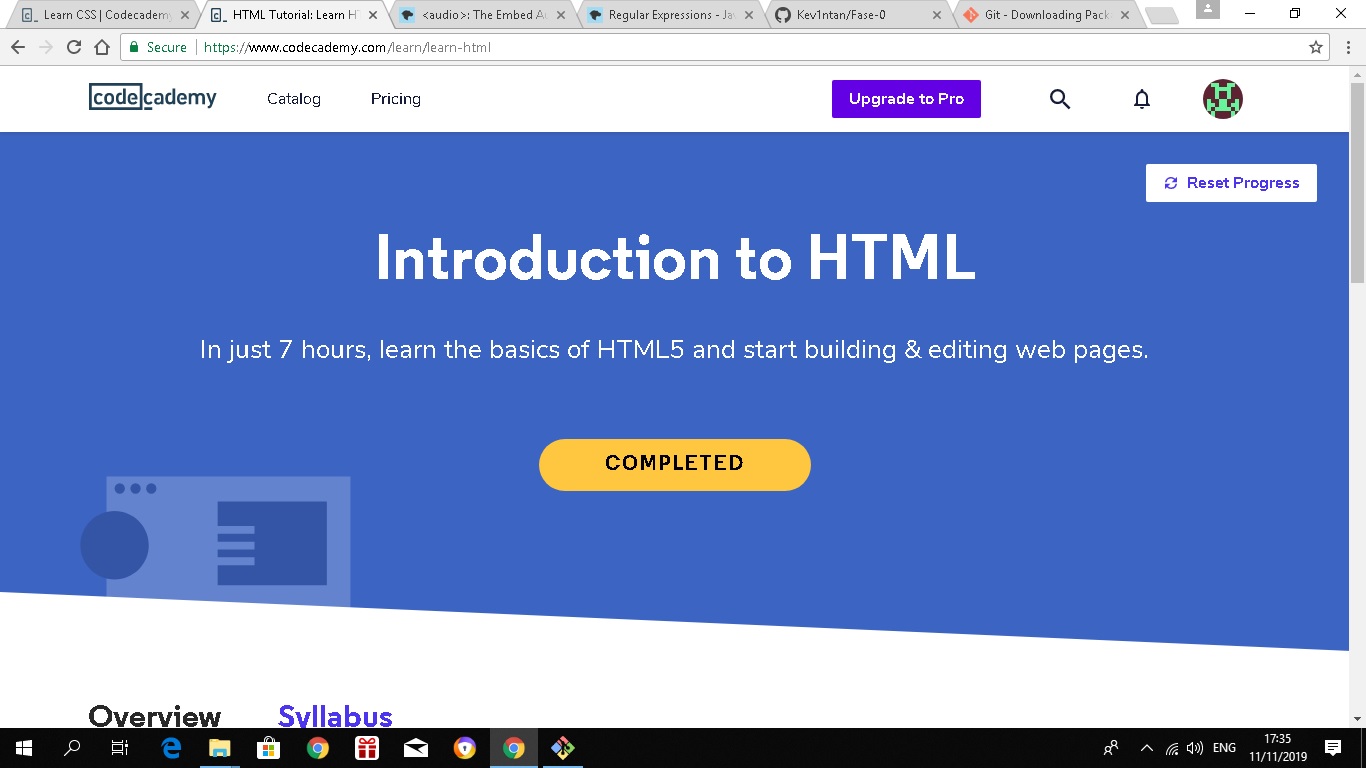 Learn CSS | Codecademy
HTML Tutorial: Learn HT
<audio>: The Embed Au
Regular Expressions - Jav
Kev1ntan/Fase-0
Git - Downloading Pack
Secure
https://www.codecademy.com/learn/learn-html
codecademy
Catalog
Pricing
Upgrade to Pro
Reset Progress
Introduction to HTML
In just 7 hours, learn the basics of HTML5 and start building & editing web pages.
COMPLETED
Overview
Syllabus
ENG
17:35
11/11/2019